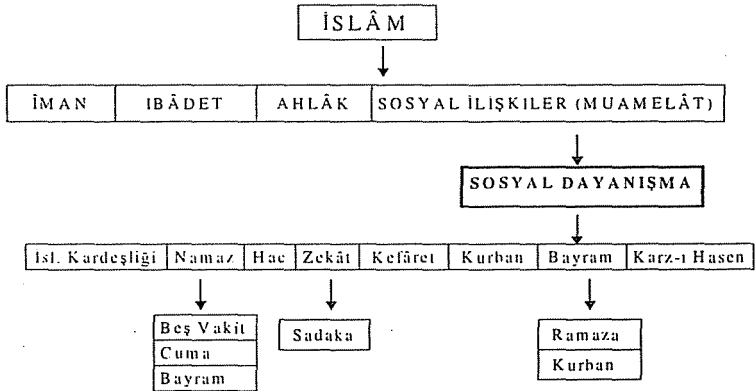 İSLÂM
ÎMAN IBÂDET AHLÂK SOSYAL İLİŞKILER (MUAMELÂT)
SOSYAL DAYANIŞMA
İsl. Kardeşliği Namaz Hac Zekât Kefâret Kurban Bayram Karz-ı Hasen
Beş Vakit
Cuma
Bayram
Sadaka
Ramaza
Kurban